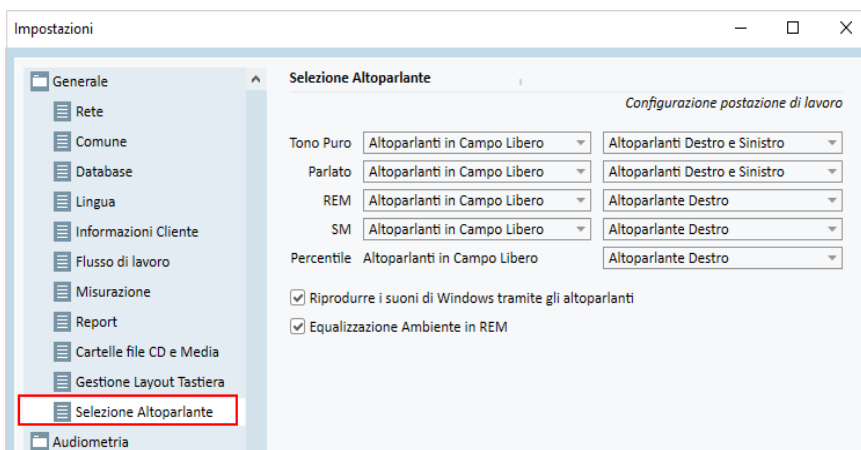 Impostazioni
Generale
Rete
Comune
Database
Lingua
Informazioni Cliente
Flusso di lavoro
Misurazione
Report
Cartelle file CD e Media
Gestione Layout Tastiera
Selezione Altoparlante
Audiometria
Selezione Altoparlante
Configurazione postazione di lavoro
Tono Puro Altoparlanti in Campo Libero Altoparlanti Destro e Sinistro
Parlato Altoparlanti in Campo Libero Altoparlanti Destro e Sinistro
REM Altoparlanti in Campo Libero Altoparlante Destro
SM Altoparlanti in Campo Libero Altoparlante Destro
Percentile Altoparlanti in Campo Libero Altoparlante Destro
Riprodurre i suoni di Windows tramite gli altoparlanti
Equalizzazione Ambiente in REM